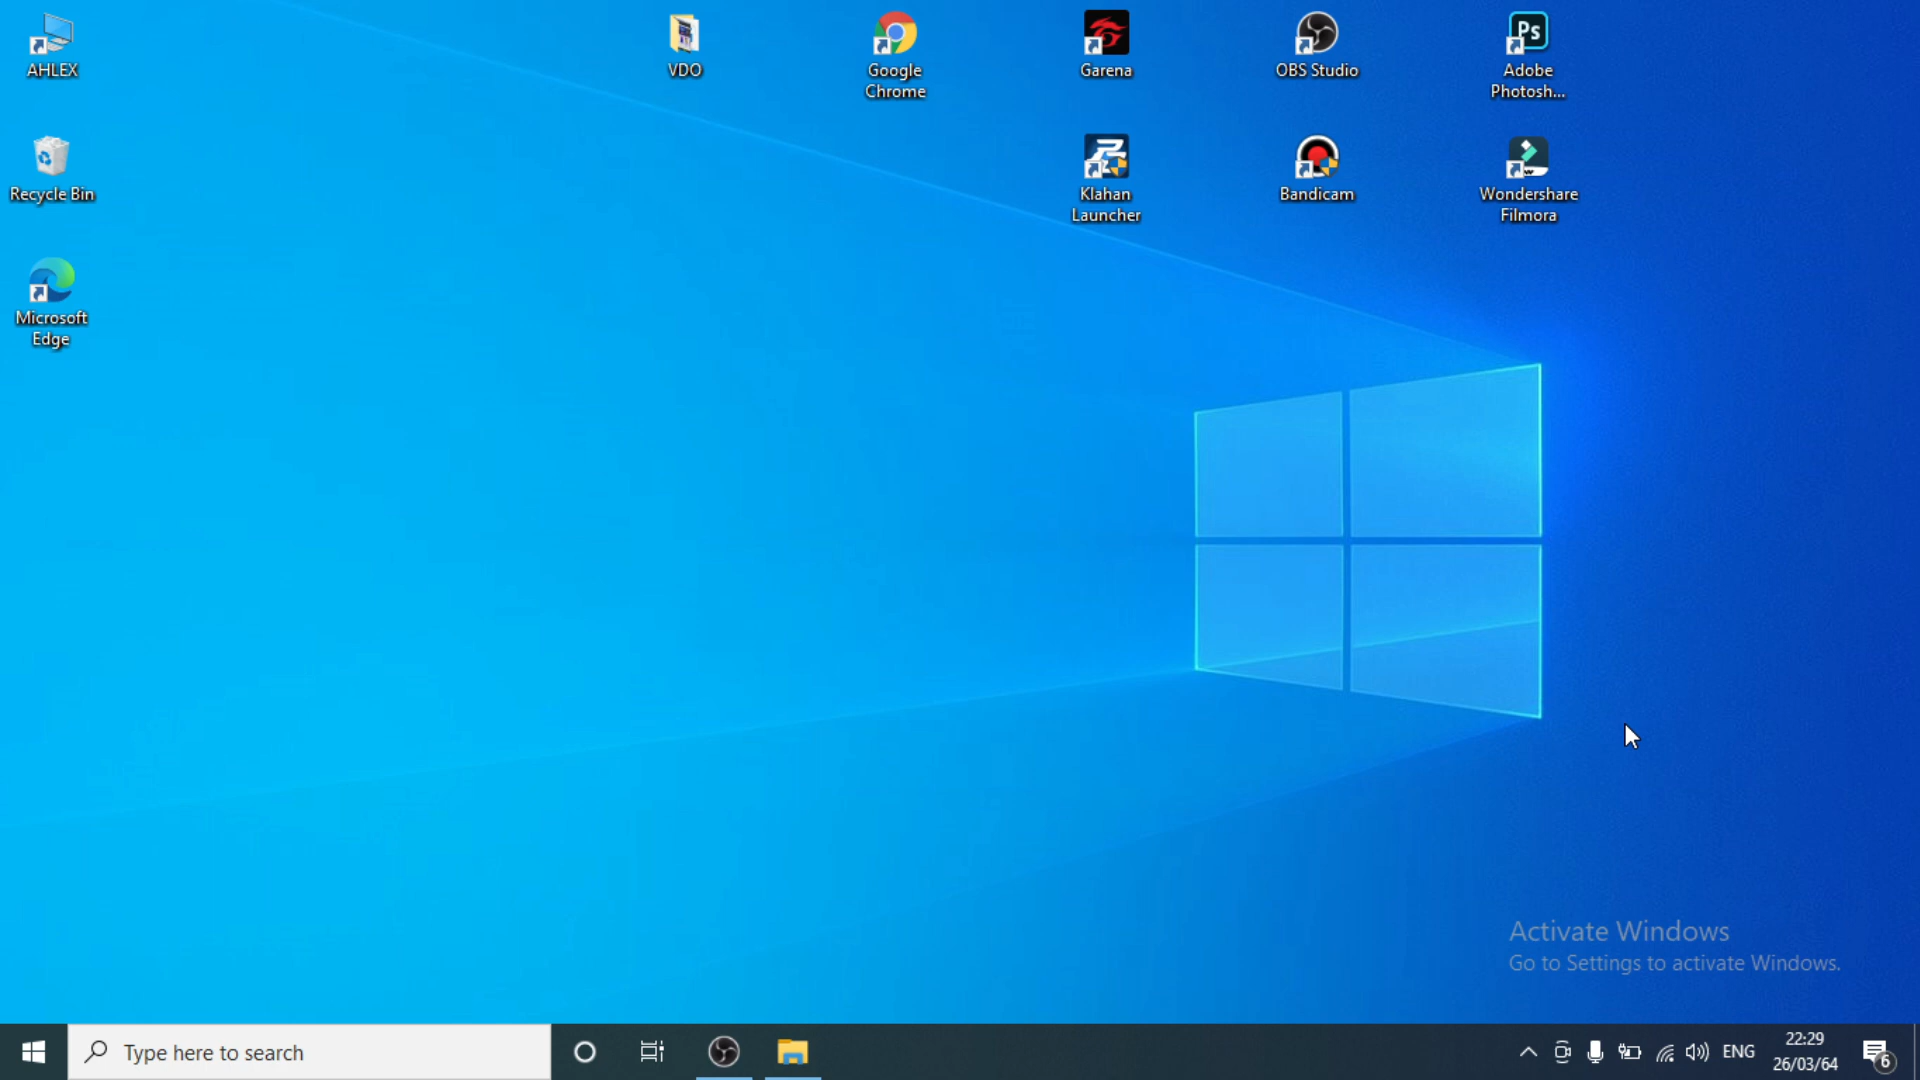 AHLEX
VDO
Google
Chrome
Garena
OBS Studio
Ps
Adobe
Photosh...
Recycle Bin
Klahan
Launcher
Bandicam
Wondershare
Filmora
Microsoft
Edge
Activate Windows
Go to Settings to activate Windows.
Type here to search
ENG
22:29
26/03/64
6